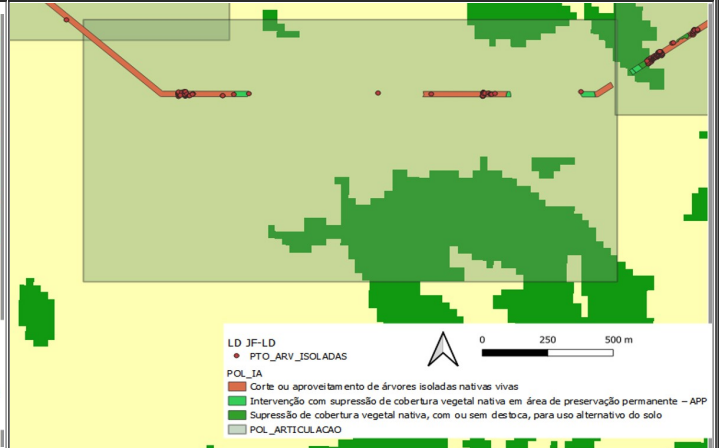 LD JF-LD
PTO_ARV_ISOLADAS
POL_IA
Corte ou aproveitamento de árvores isoladas nativas vivas
Intervenção com supressão de cobertura vegetal nativa em área de preservação permanente – APP
Supressão de cobertura vegetal nativa, com ou sem destoca, para uso alternativo do solo
POL_ARTICULACAO
0 250 500 m